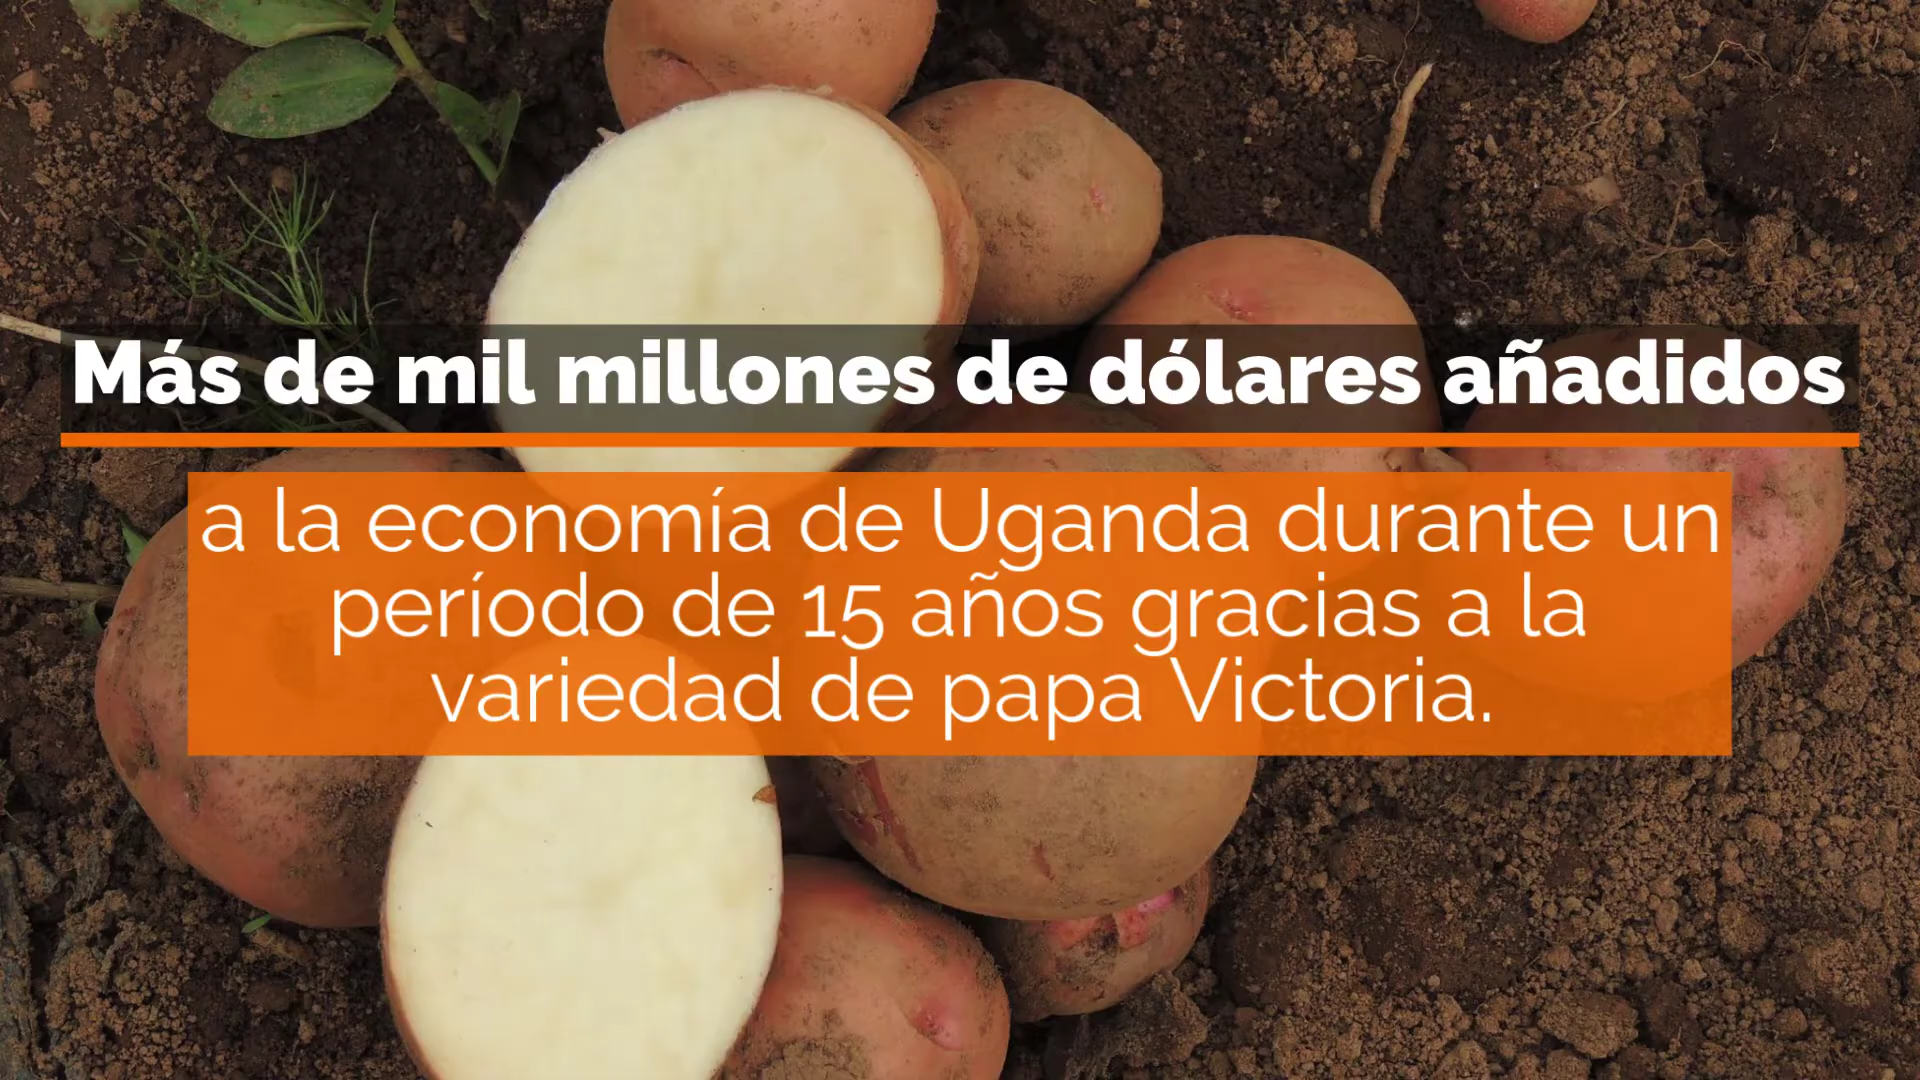 Más de mil millones de dólares añadidos
a la economía de Uganda durante un
período de 15 años gracias a la
variedad de papa Victoria.